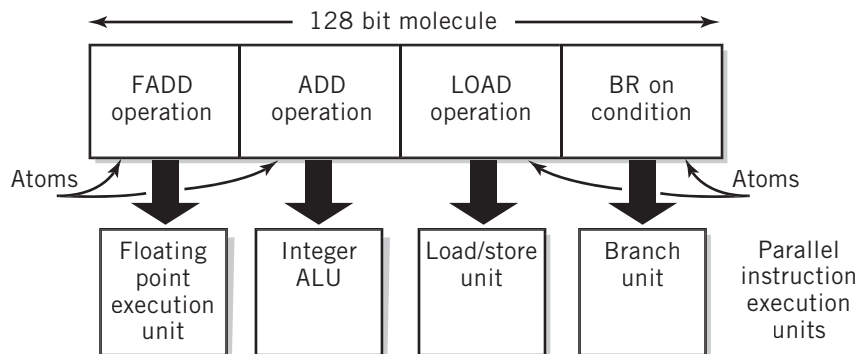 128 bit molecule
FADD
operation
ADD
operation
LOAD
operation
BR on
condition
Atoms
Atoms
Floating
point
execution
unit
Integer
ALU
Load/store
unit
Branch
unit
Parallel
instruction
execution
units